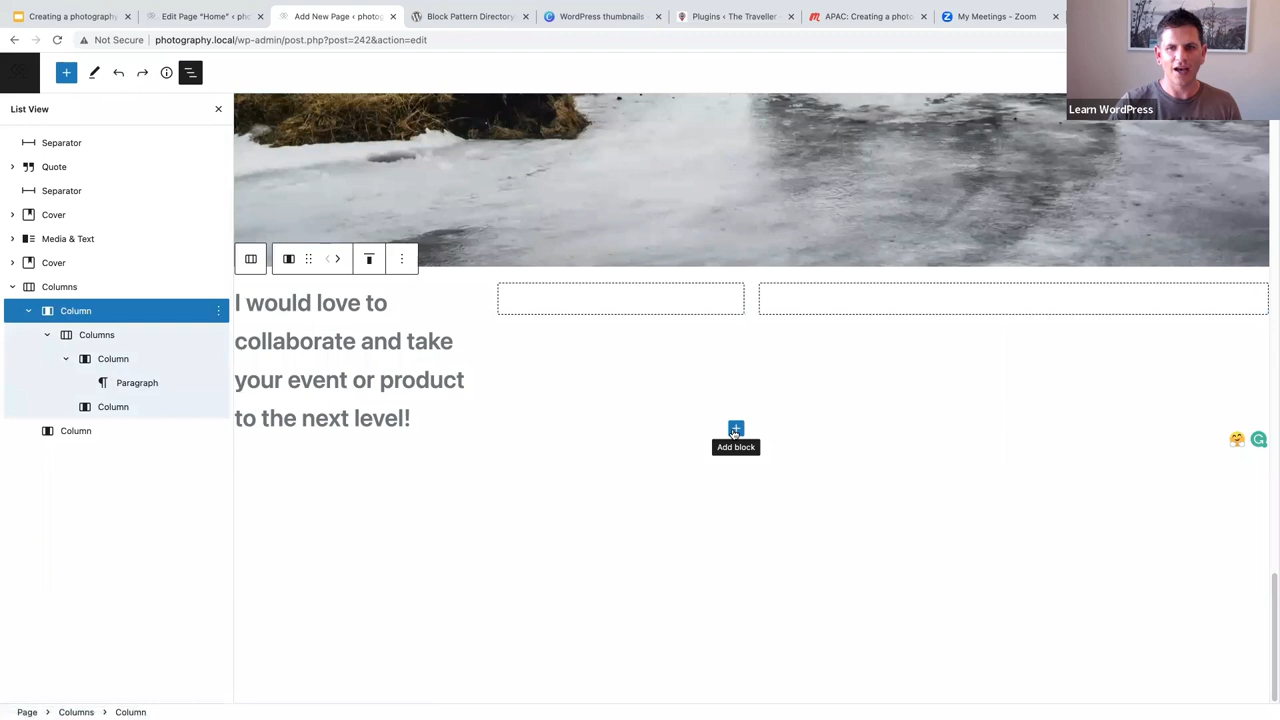 Creating a photography
Edit Page "Home" ‹ pho
Add New Page ‹ photog
Block Pattern Directory
WordPress thumbnails
Plugins ‹ The Traveller
APAC: Creating a photo
My Meetings - Zoom
Not Secure
photography.local/wp-admin/post.php?post=242&action=edit
Learn WordPress
List View
Separator
Quote
Separator
Cover
Media & Text
Cover
Columns
Column
Columns
Column
Paragraph
Column
Column
I would love to
collaborate and take
your event or product
to the next level!
Add block
Page
Columns
Column